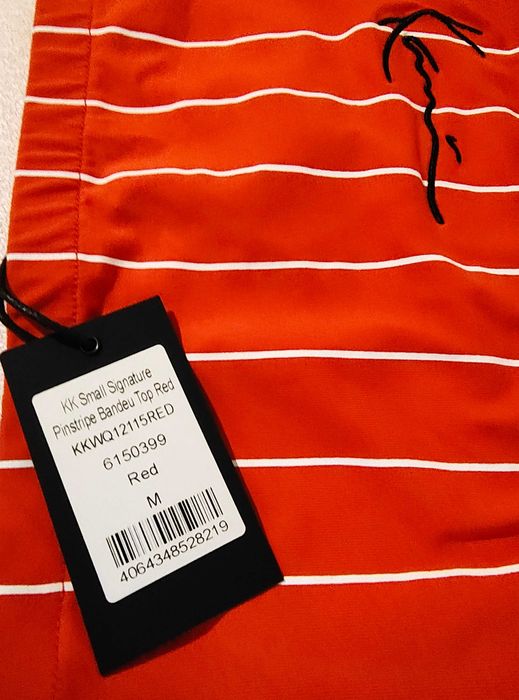 KK Small Signature
Pinstripe Bandeu Top Red
KKWQ12115RED
6150399
Red
M
4064348528219